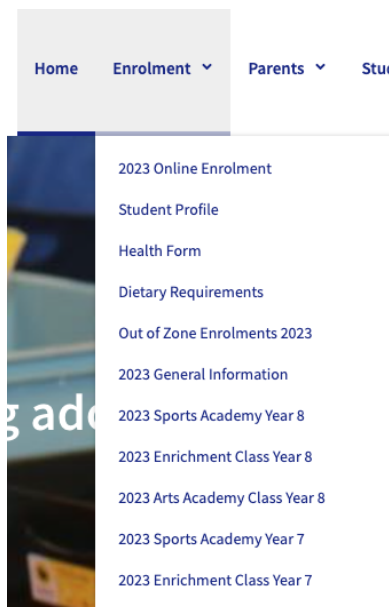 Home Enrolment Parents
2023 Online Enrolment
Student Profile
Health Form
Dietary Requirements
Out of Zone Enrolments 2023
2023 General Information
2023 Sports Academy Year 8
2023 Enrichment Class Year 8
2023 Arts Academy Class Year 8
2023 Sports Academy Year 7
2023 Enrichment Class Year 7